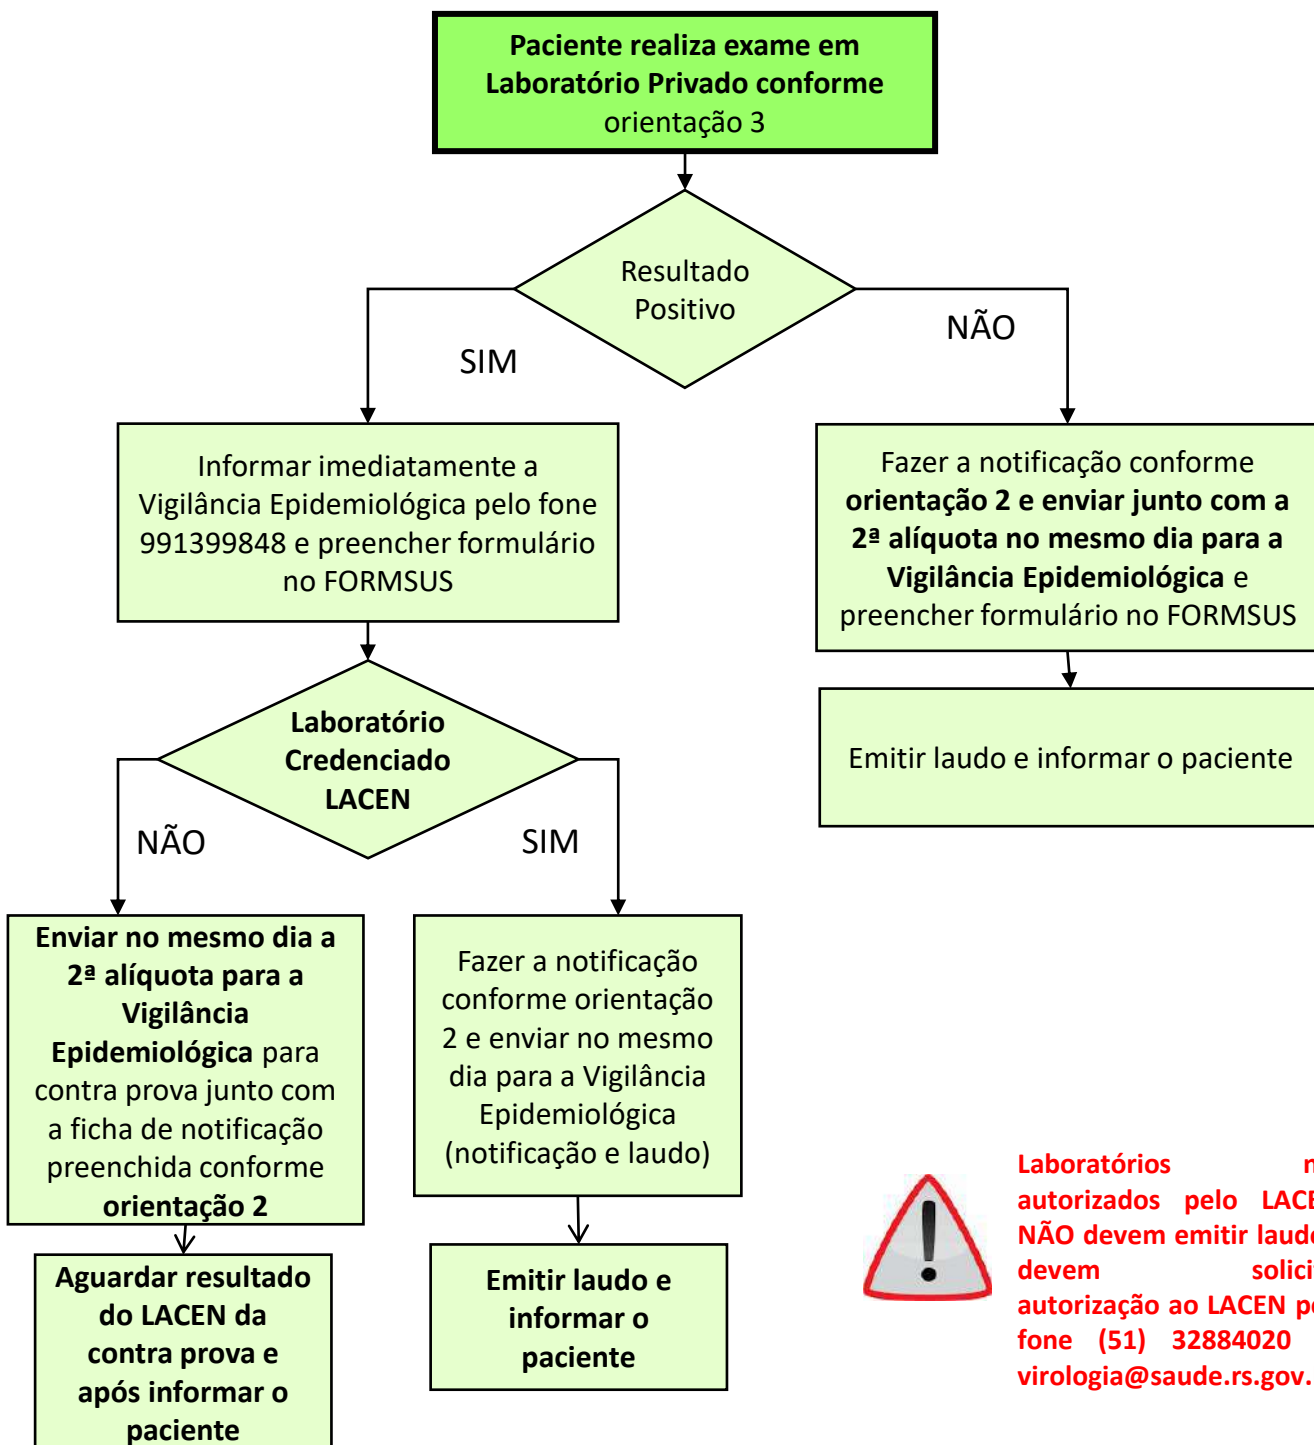 Paciente realiza exame em
Laboratório Privado conforme
orientação 3
Resultado
Positivo
SIM
NÃO
Informar imediatamente a
Vigilância Epidemiológica pelo fone
991399848 e preencher formulário
no FORMSUS
Fazer a notificação conforme
orientação 2 e enviar junto com a
2ª alíquota no mesmo dia para a
Vigilância Epidemiológica e
preencher formulário no FORMSUS
Laboratório
Credenciado
LACEN
NÃO
SIM
Emitir laudo e informar o paciente
Enviar no mesmo dia a
2ª alíquota para a
Vigilância
Epidemiológica para
contra prova junto com
a ficha de notificação
preenchida conforme
orientação 2
Fazer a notificação
conforme orientação
2 e enviar no mesmo
dia para a Vigilância
Epidemiológica
(notificação e laudo)
Aguardar resultado
do LACEN da
contra prova e
após informar o
paciente
Emitir laudo e
informar o
paciente
Laboratórios
autorizados pelo
NÃO devem emitir
devem
autorização ao LACEN
fone (51) 32884020
virologia@saude.rs.gov.